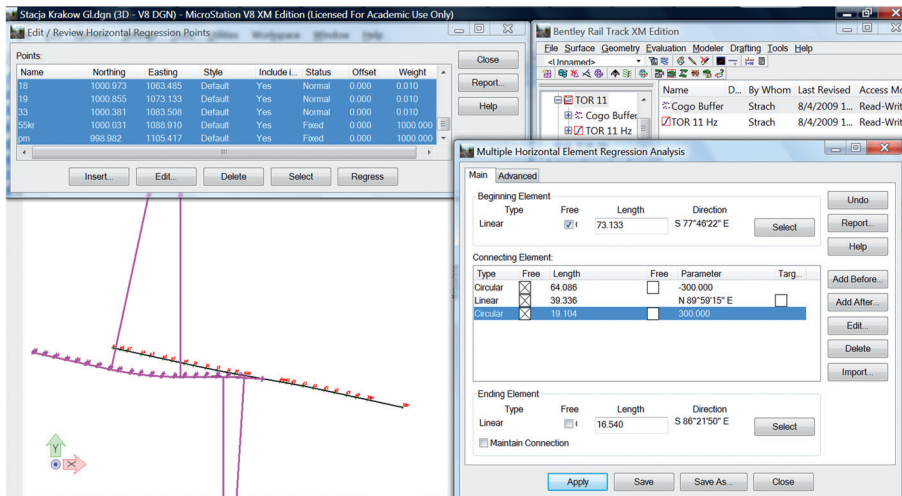 Stacja Krakow Gl.dgn (3D - V8 DGN) - MicroStation V8 XM Edition (Licensed For Academic Use Only)
Edit / Review Horizontal Regression Points
Points:
Name Northing Easting Style Include i... Status Offset Weight
18 1000.973 1063.485 Default Yes Normal 0.000 0.010
19 1000.855 1073.133 Default Yes Normal 0.000 0.010
33 1000.381 1083.508 Default Yes Normal 0.000 0.010
55kr 1000.031 1088.910 Default Yes Fixed 0.000 1000.000
pm 998.982 1105.417 Default Yes Fixed 0.000 1000.000
Close
Report...
Help
Insert... Edit... Delete Select Regress
Bentley Rail Track XM Edition
File Surface Geometry Evaluation Modeler Drafting Tools Help
<Unnamed>
TOR 11
Cogo Buffer
TOR 11 Hz
Name D... By Whom Last Revised Access Mo
Cogo Buffer Strach 8/4/2009 1... Read-Writ
TOR 11 Hz Strach 8/4/2009 1... Read-Writ
Multiple Horizontal Element Regression Analysis
Main Advanced
Beginning Element
Type Free Length Direction
Linear 73.133 S 77°46'22" E Select
Connecting Element:
Type Free Length Free Parameter Targ...
Circular 64.086 -300.000
Linear 39.336 N 89°59'15" E
Circular 19.104 300.000
Ending Element
Type Free Length Direction
Linear 16.540 S 86°21'50" E Select
Maintain Connection
Undo
Report...
Help
Add Before...
Add After...
Edit...
Delete
Import...
Apply Save Save As... Close
Y
X